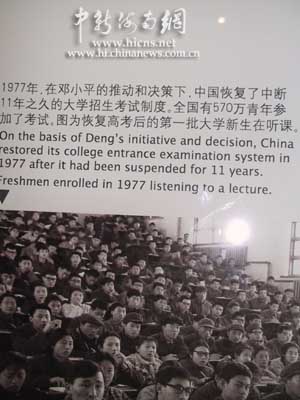 中新海南網
www.hicns.net
hi.chinanews.com.cn
1977年,在邓小平的推动和决策下,中国恢复了中断
11年之久的大学招生考试制度。全国有570万青年参
加了考试。图为恢复高考后的第一批大学新生在听课。
On the basis of Deng's initiative and decision, China
restored its college entrance examination system in
1977 after it had been suspended for 11 years.
Freshmen enrolled in 1977 listening to a lecture.